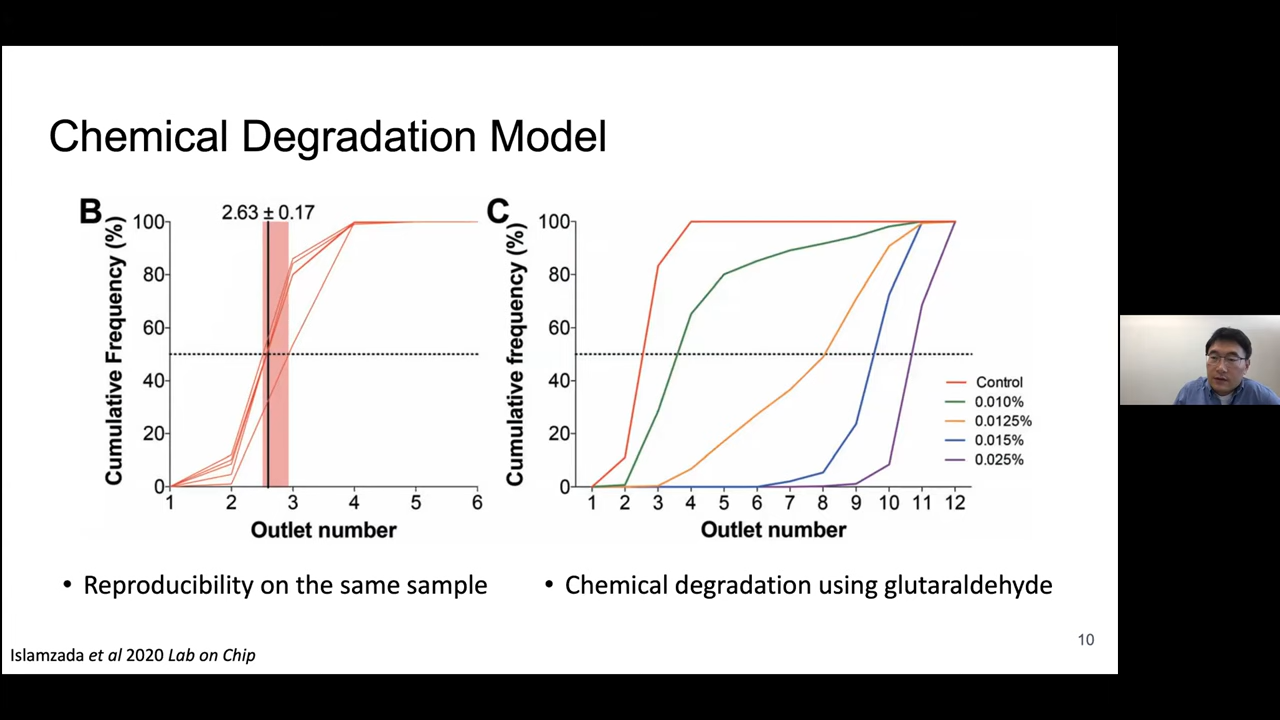 Chemical Degradation Model
B
2.63 ± 0.17
Cumulative Frequency (%)
100
80
60
40
20
0
1 2 3 4 5 6
Outlet number
C
Cumulative frequency (%)
100
80
60
40
20
0
1 2 3 4 5 6 7 8 9 10 11 12
Outlet number
Control
0.010%
0.0125%
0.015%
0.025%
• Reproducibility on the same sample
• Chemical degradation using glutaraldehyde
10
Islamzada et al 2020 Lab on Chip